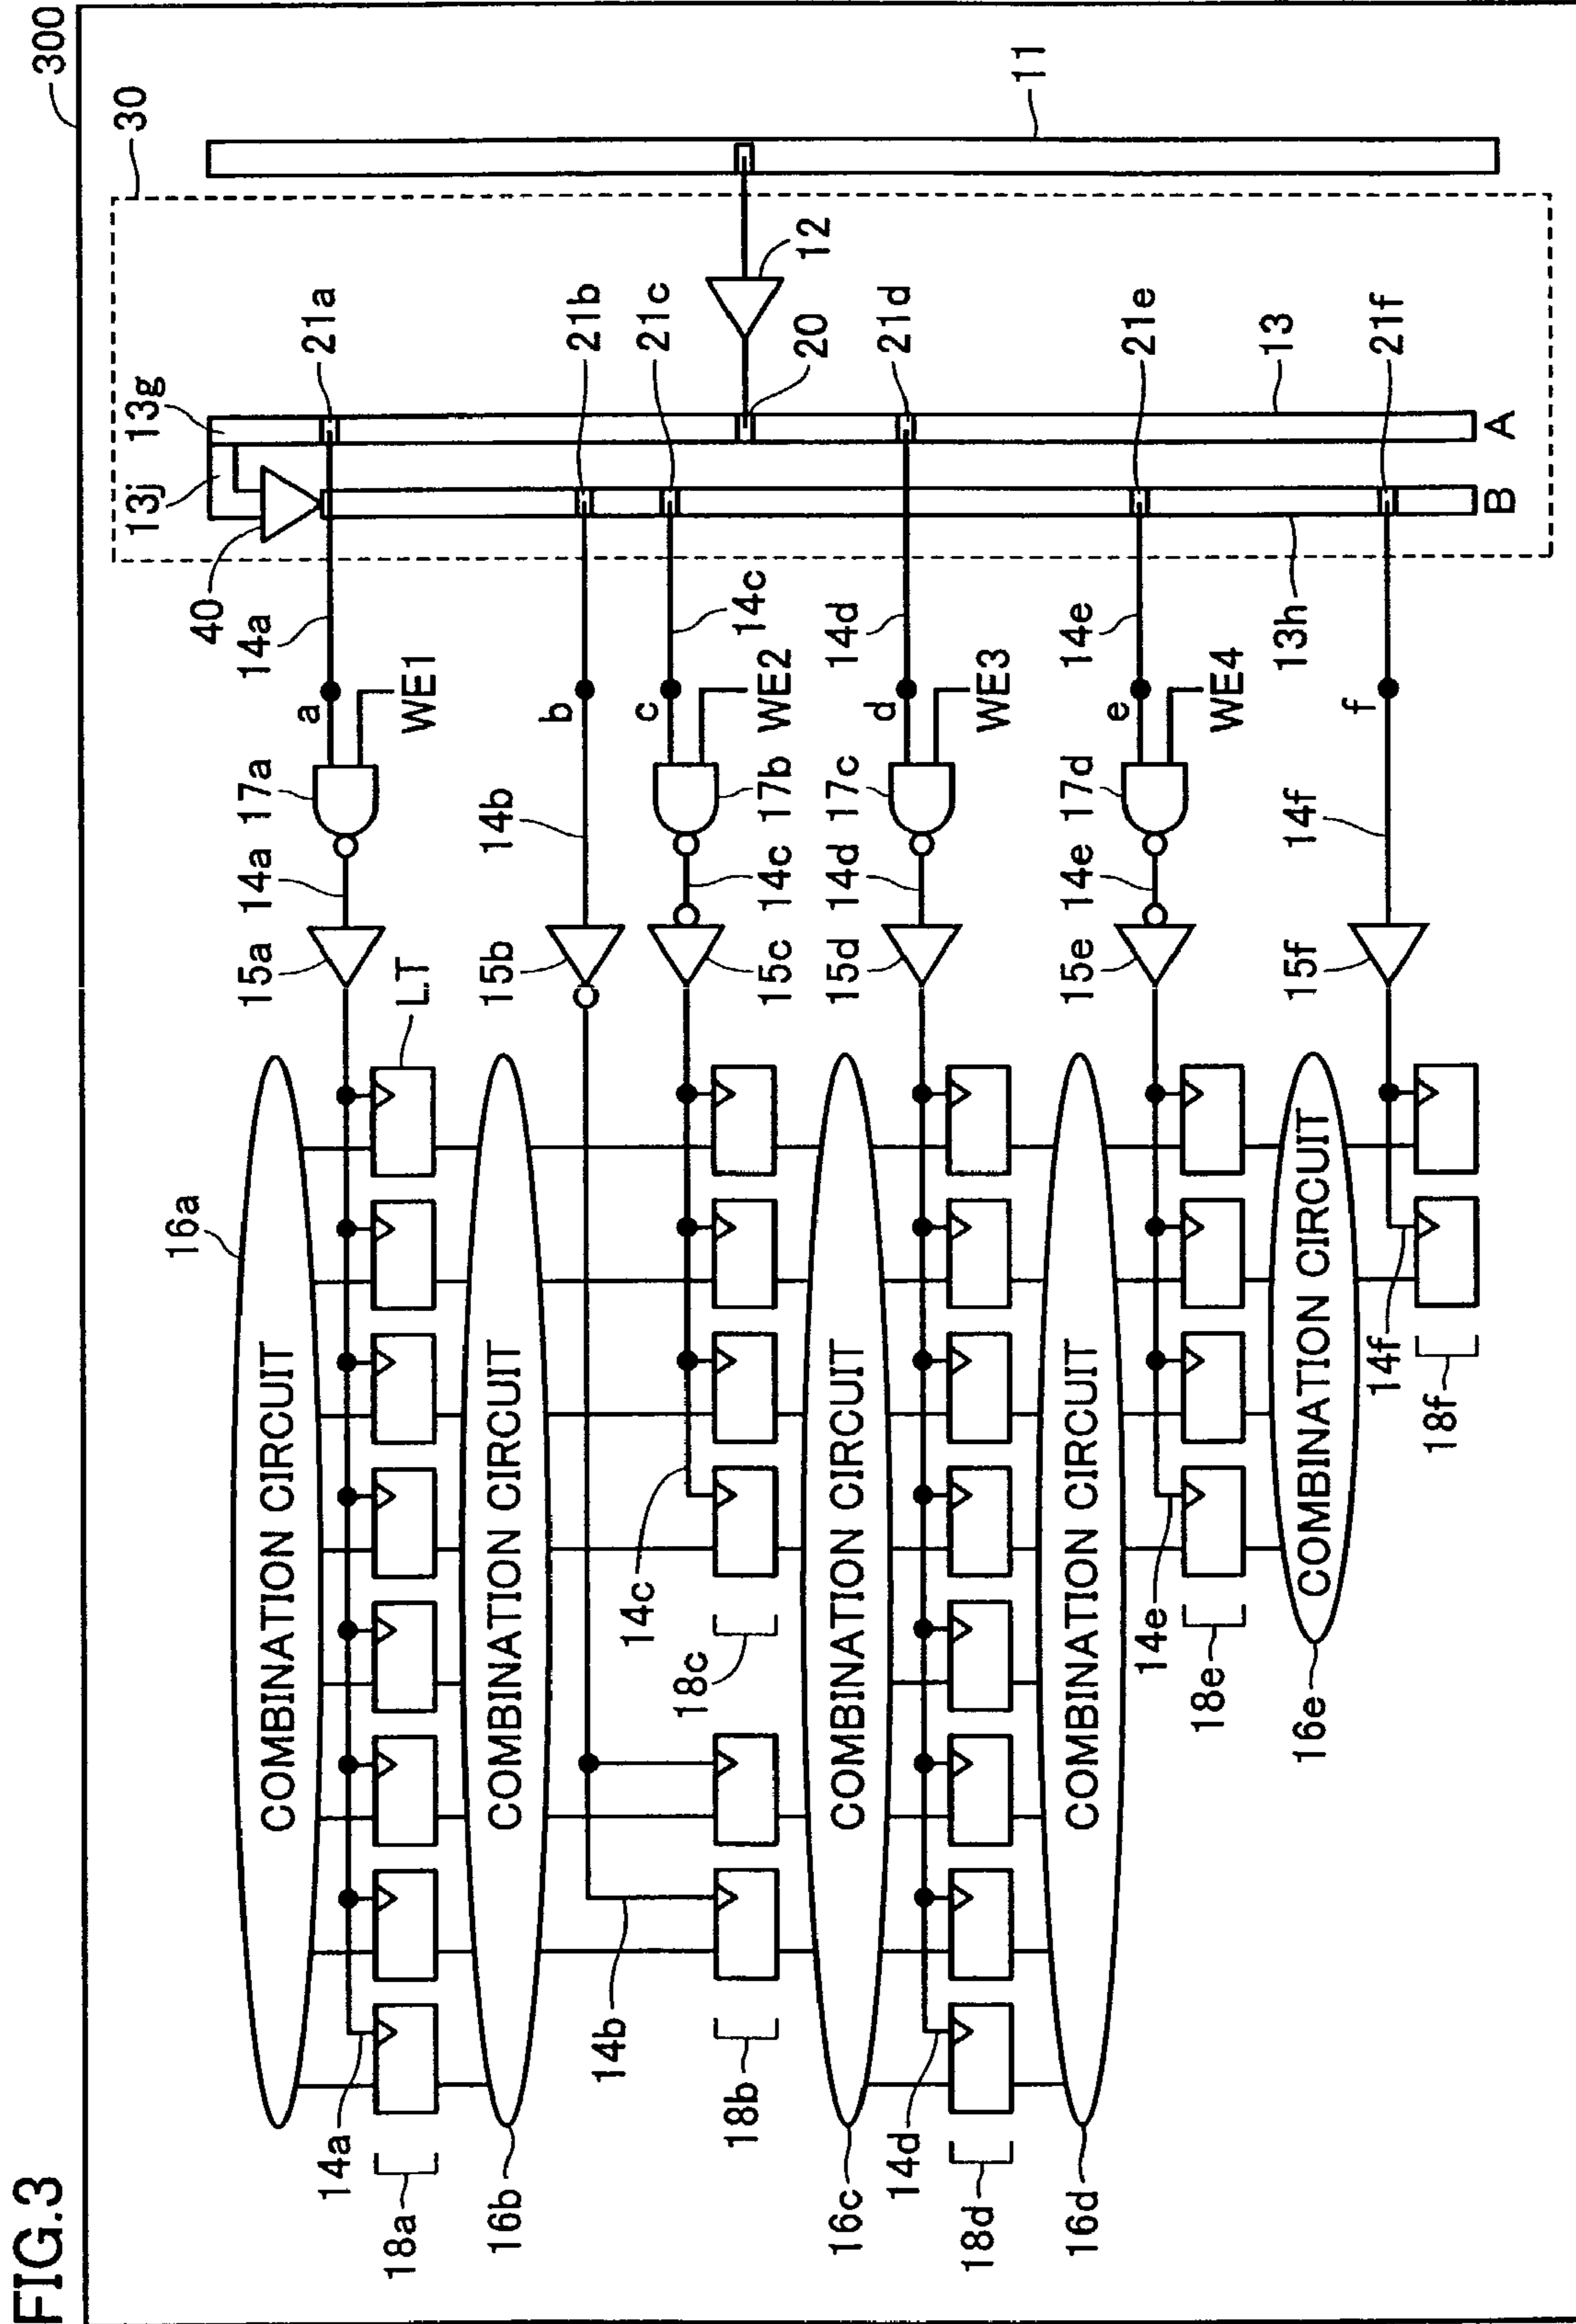 FIG.3
300
30
11
12
13g
13j
40
21a
21b
21c
20
21d
21e
13
21f
A
B
13h
14a
14c
14d
14e
a
b
c
d
e
f
WE1
WE2
WE3
WE4
17a
17b
17c
17d
14a
14b
14c
14d
14e
14f
15a
15b
15c
15d
15e
15f
LT
16a
COMBINATION CIRCUIT
COMBINATION CIRCUIT
COMBINATION CIRCUIT
COMBINATION CIRCUIT
COMBINATION CIRCUIT
14a
18a
16b
14b
18b
14c
18c
16c
14d
18d
16d
14e
18e
16e
14f
18f